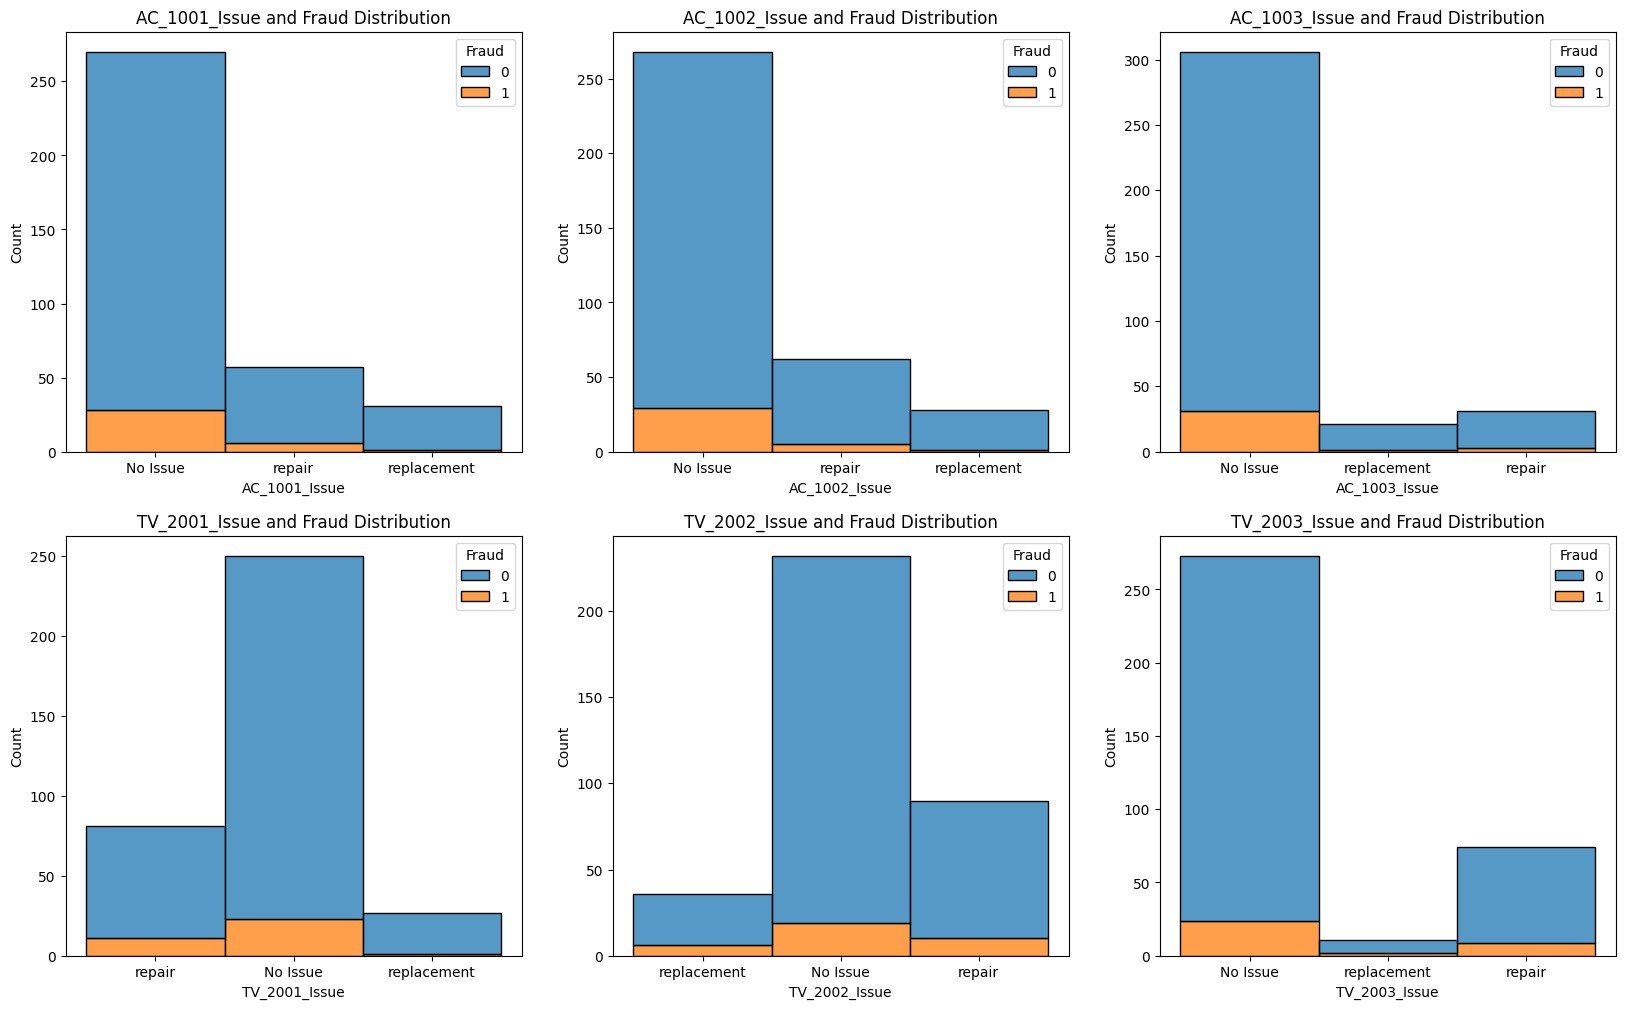 AC_1001_Issue and Fraud Distribution
Fraud
0
1
250
200
150
100
50
0
Count
No Issue repair replacement
AC_1001_Issue
AC_1002_Issue and Fraud Distribution
Fraud
0
1
250
200
150
100
50
0
Count
No Issue repair replacement
AC_1002_Issue
AC_1003_Issue and Fraud Distribution
Fraud
0
1
300
250
200
150
100
50
0
Count
No Issue replacement repair
AC_1003_Issue
TV_2001_Issue and Fraud Distribution
Fraud
0
1
250
200
150
100
50
0
Count
repair No Issue replacement
TV_2001_Issue
TV_2002_Issue and Fraud Distribution
Fraud
0
1
200
150
100
50
0
Count
replacement No Issue repair
TV_2002_Issue
TV_2003_Issue and Fraud Distribution
Fraud
0
1
250
200
150
100
50
0
Count
No Issue replacement repair
TV_2003_Issue